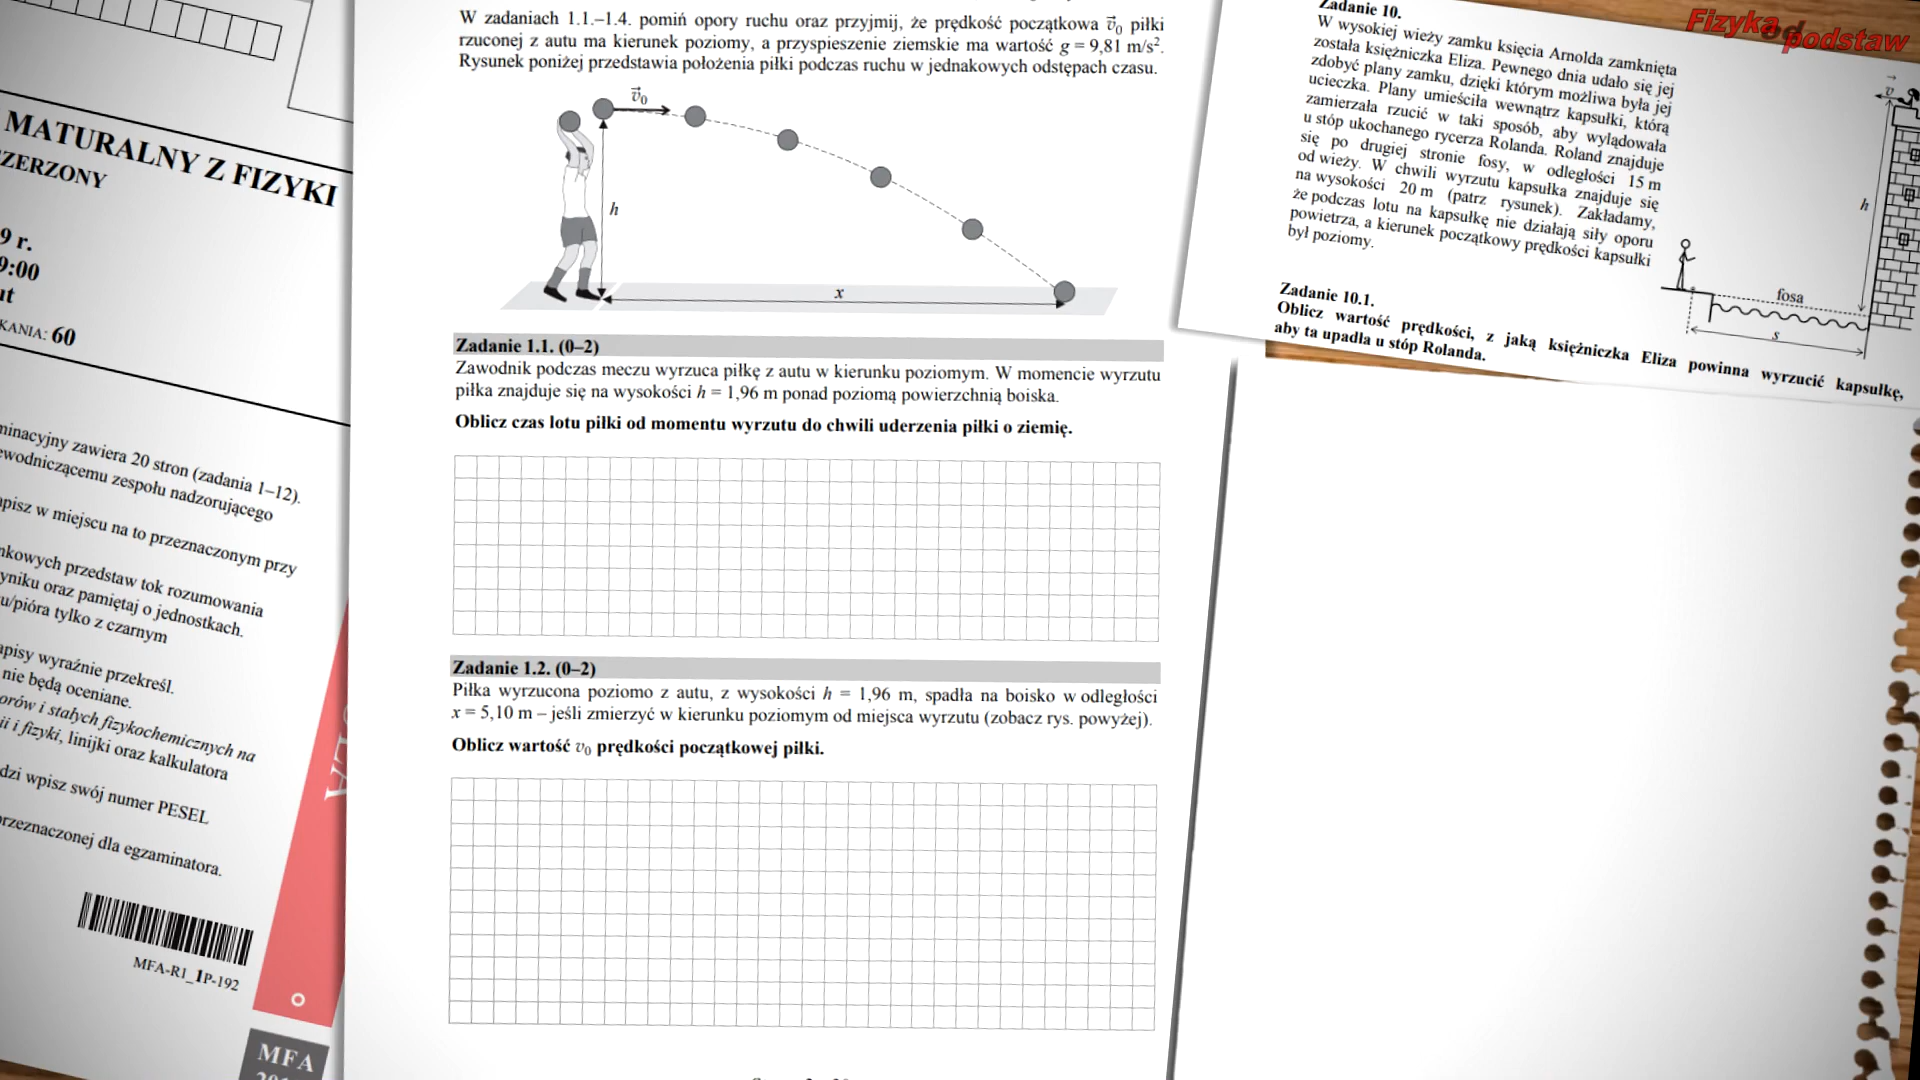 MATURALNY Z FIZYKI
ZERZONY
9 r.
9:00
KANIA: 60
minacyjny zawiera 20 stron (zadania 1–12).
ewodniczącemu zespołu nadzorującego
pisz w miejscu na to przeznaczonym przy
nkowych przedstaw tok rozumowania
yniku oraz pamiętaj o jednostkach.
u/pióra tylko z czarnym
apisy wyraźnie przekreśl.
nie będą oceniane.
orów i stałych fizykochemicznych na
ii i fizyki, linijki oraz kalkulatora
dzi wpisz swój numer PESEL
przeznaczonej dla egzaminatora.
MFA-R1_1P-192
MFA
W zadaniach 1.1.–1.4. pomiń opory ruchu oraz przyjmij, że prędkość początkowa v⃗0 piłki
rzuconej z autu ma kierunek poziomy, a przyspieszenie ziemskie ma wartość g = 9,81 m/s².
Rysunek poniżej przedstawia położenia piłki podczas ruchu w jednakowych odstępach czasu.
v⃗0
h
x
Zadanie 1.1. (0–2)
Zawodnik podczas meczu wyrzuca piłkę z autu w kierunku poziomym. W momencie wyrzutu
piłka znajduje się na wysokości h = 1,96 m ponad poziomą powierzchnią boiska.
Oblicz czas lotu piłki od momentu wyrzutu do chwili uderzenia piłki o ziemię.
Zadanie 1.2. (0–2)
Piłka wyrzucona poziomo z autu, z wysokości h = 1,96 m, spadła na boisko w odległości
x = 5,10 m – jeśli zmierzyć w kierunku poziomym od miejsca wyrzutu (zobacz rys. powyżej).
Oblicz wartość v0 prędkości początkowej piłki.
Zadanie 10.
W wysokiej wieży zamku księcia Arnolda zamknięta
została księżniczka Eliza. Pewnego dnia udało się jej
zdobyć plany zamku, dzięki którym możliwa była jej
ucieczka. Plany umieściła wewnątrz kapsułki, którą
zamierzała rzucić w taki sposób, aby wylądowała
u stóp ukochanego rycerza Rolanda. Roland znajduje
się po drugiej stronie fosy, w odległości 15 m
od wieży. W chwili wyrzutu kapsułka znajduje się
na wysokości 20 m (patrz rysunek). Zakładamy,
że podczas lotu na kapsułkę nie działają siły oporu
powietrza, a kierunek początkowy prędkości kapsułki
był poziomy.
v⃗
h
fosa
s
Zadanie 10.1.
Oblicz wartość prędkości, z jaką księżniczka Eliza powinna wyrzucić kapsułkę,
aby ta upadła u stóp Rolanda.
Fizyka od podstaw